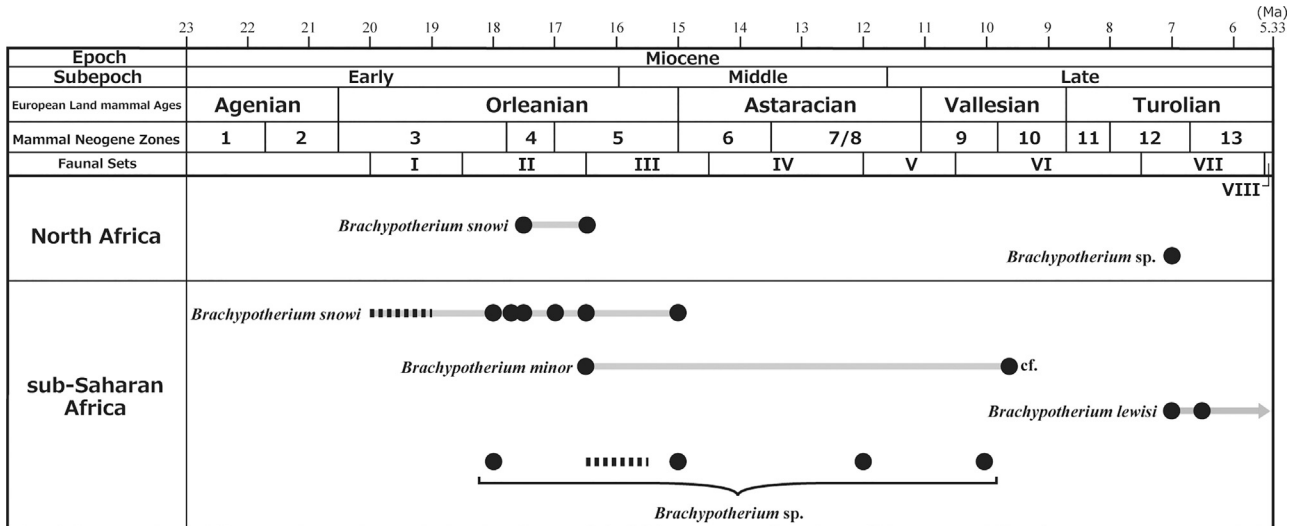 (Ma)
23 22 21 20 19 18 17 16 15 14 13 12 11 10 9 8 7 6 5.33
Epoch Miocene
Subepoch Early Middle Late
European Land mammal Ages Agenian Orleanian Astaracian Vallesian Turolian
Mammal Neogene Zones 1 2 3 4 5 6 7/8 9 10 11 12 13
Faunal Sets I II III IV V VI VII
VIII
North Africa
Brachypotherium snowi
Brachypotherium sp.
sub-Saharan
Africa
Brachypotherium snowi
Brachypotherium minor cf.
Brachypotherium lewisi
Brachypotherium sp.